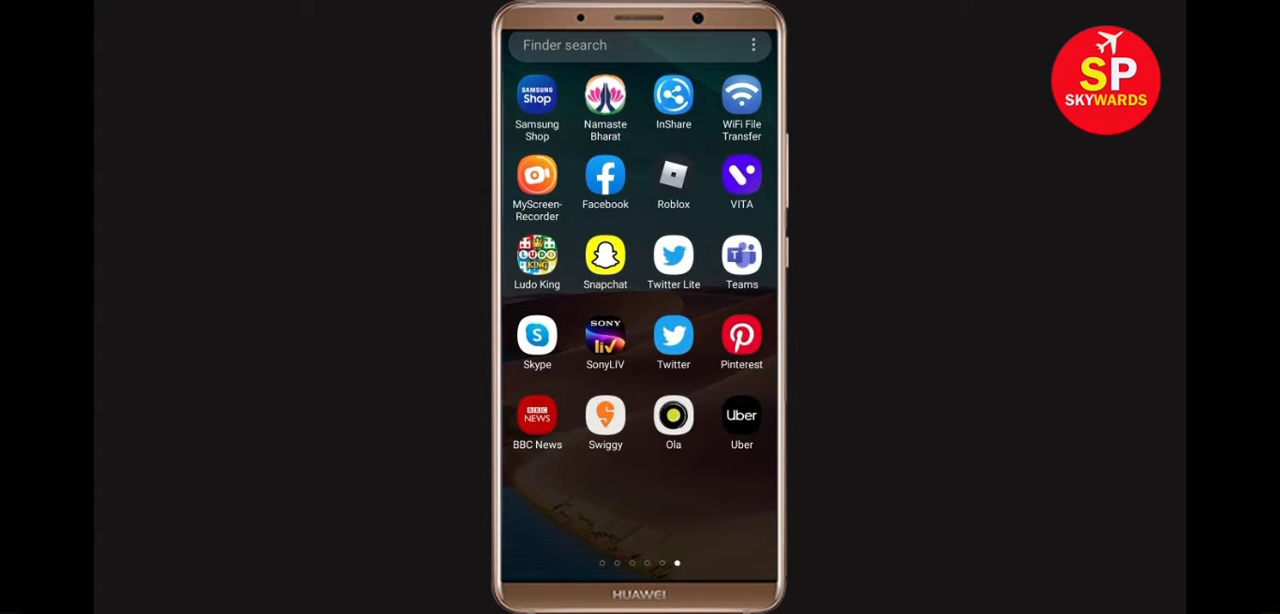 Finder search
SP
SKYWARDS
SAMSUNG
Shop
Samsung
Shop
Namaste
Bharat
InShare
WiFi File
Transfer
MyScreen-
Recorder
Facebook
Roblox
VITA
LUDO
KING
Ludo King
Snapchat
Twitter Lite
T
Teams
S
Skype
SONY
liv
SonyLIV
Twitter
Pinterest
BBC
NEWS
BBC News
Swiggy
Ola
Uber
Uber
HUAWEI